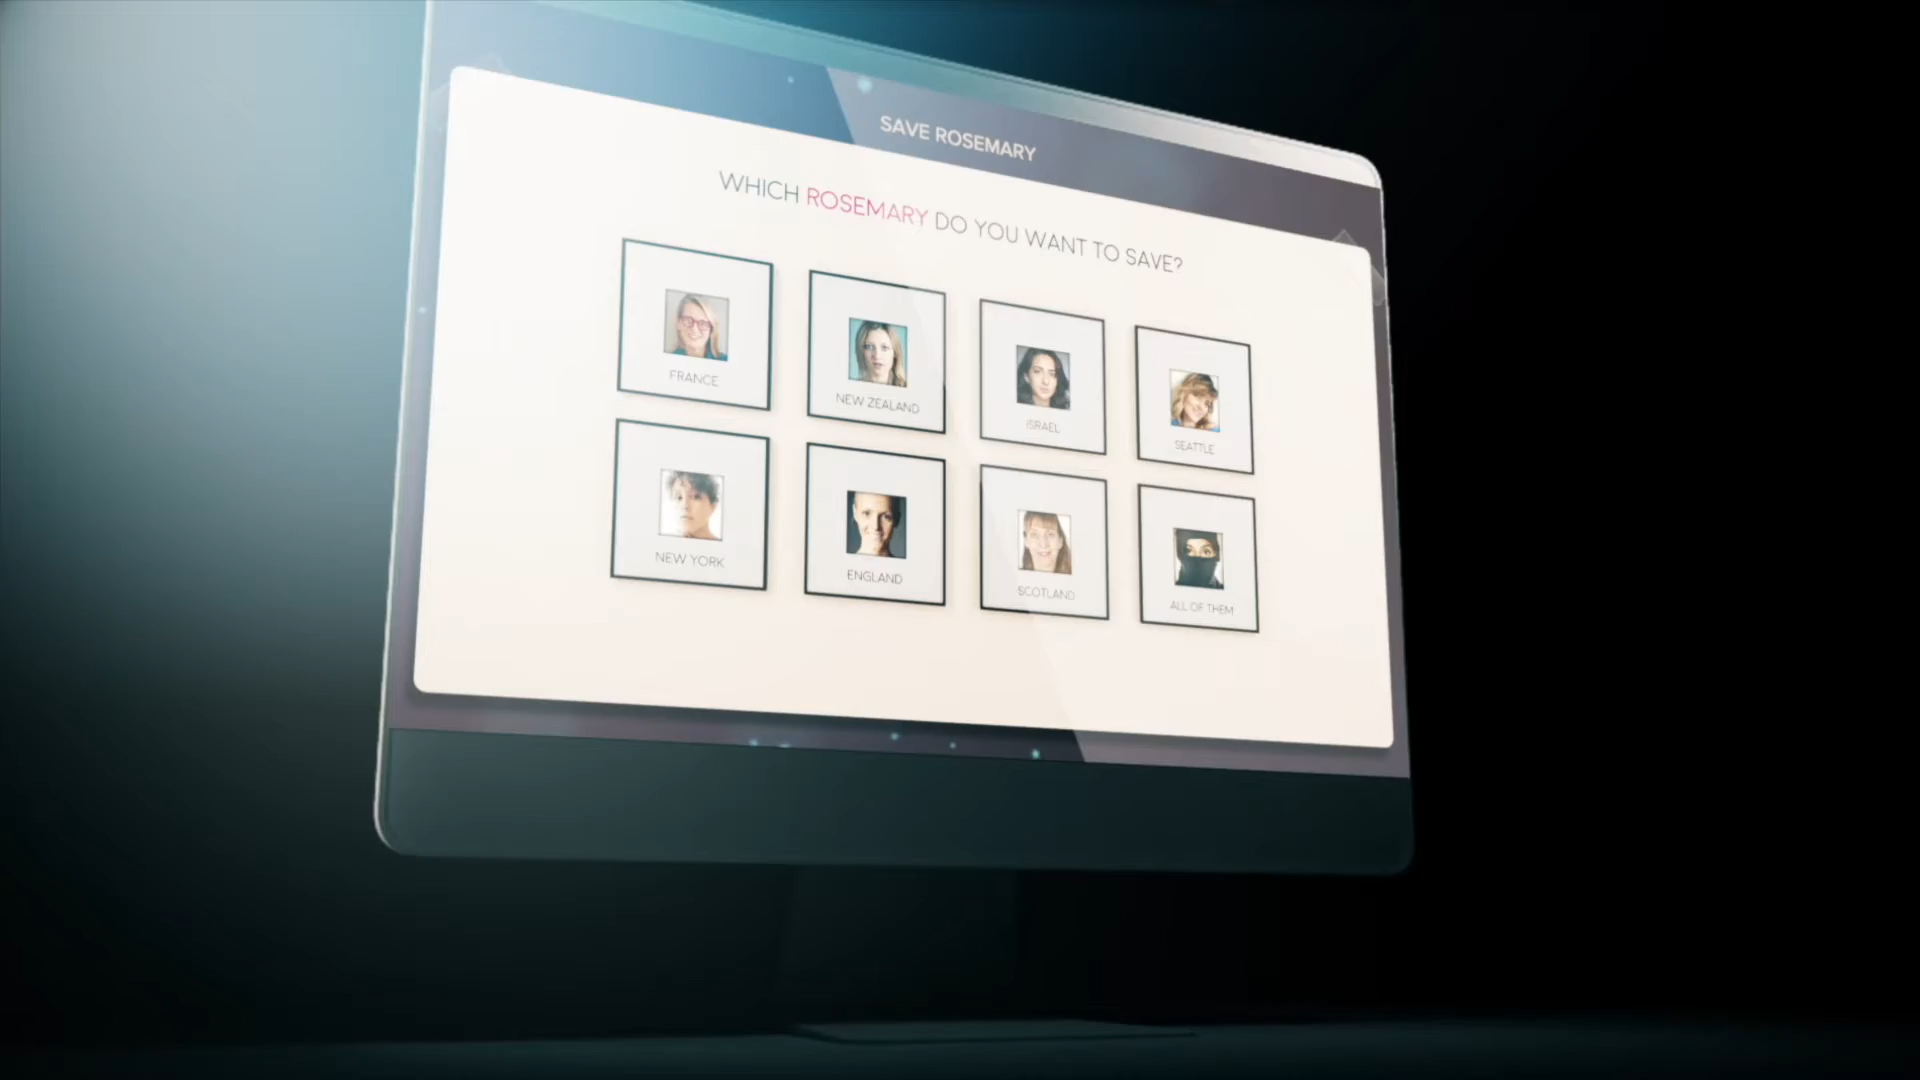 SAVE ROSEMARY
WHICH ROSEMARY DO YOU WANT TO SAVE?
FRANCE
NEW ZEALAND
ISRAEL
SEATTLE
NEW YORK
ENGLAND
SCOTLAND
ALL OF THEM